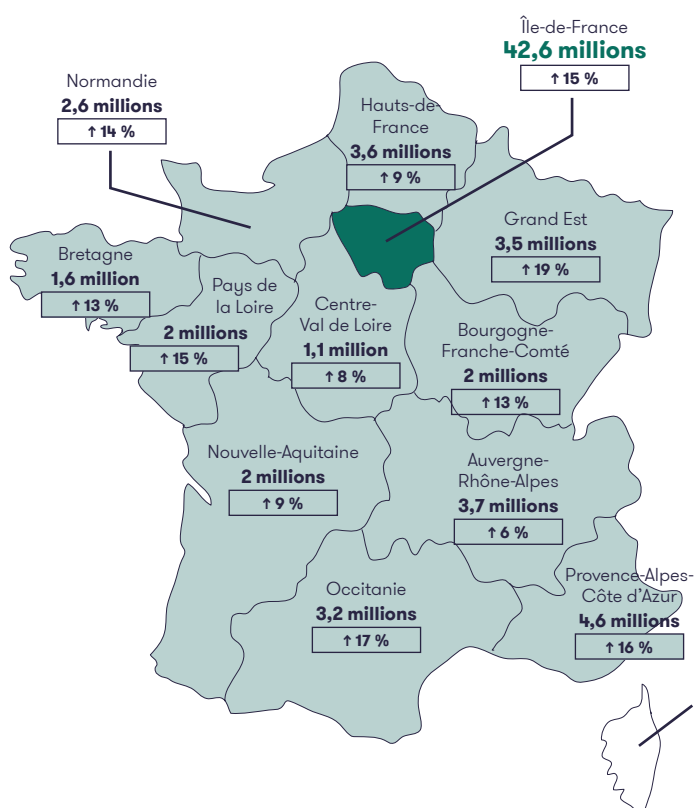 Île-de-France
42,6 millions
↑ 15 %
Normandie
2,6 millions
↑ 14 %
Hauts-de-
France
3,6 millions
↑ 9 %
Grand Est
3,5 millions
↑ 19 %
Bretagne
1,6 million
↑ 13 %
Pays de
la Loire
2 millions
↑ 15 %
Centre-
Val de Loire
1,1 million
↑ 8 %
Bourgogne-
Franche-Comté
2 millions
↑ 13 %
Nouvelle-Aquitaine
2 millions
↑ 9 %
Auvergne-
Rhône-Alpes
3,7 millions
↑ 6 %
Occitanie
3,2 millions
↑ 17 %
Provence-Alpes-
Côte d'Azur
4,6 millions
↑ 16 %